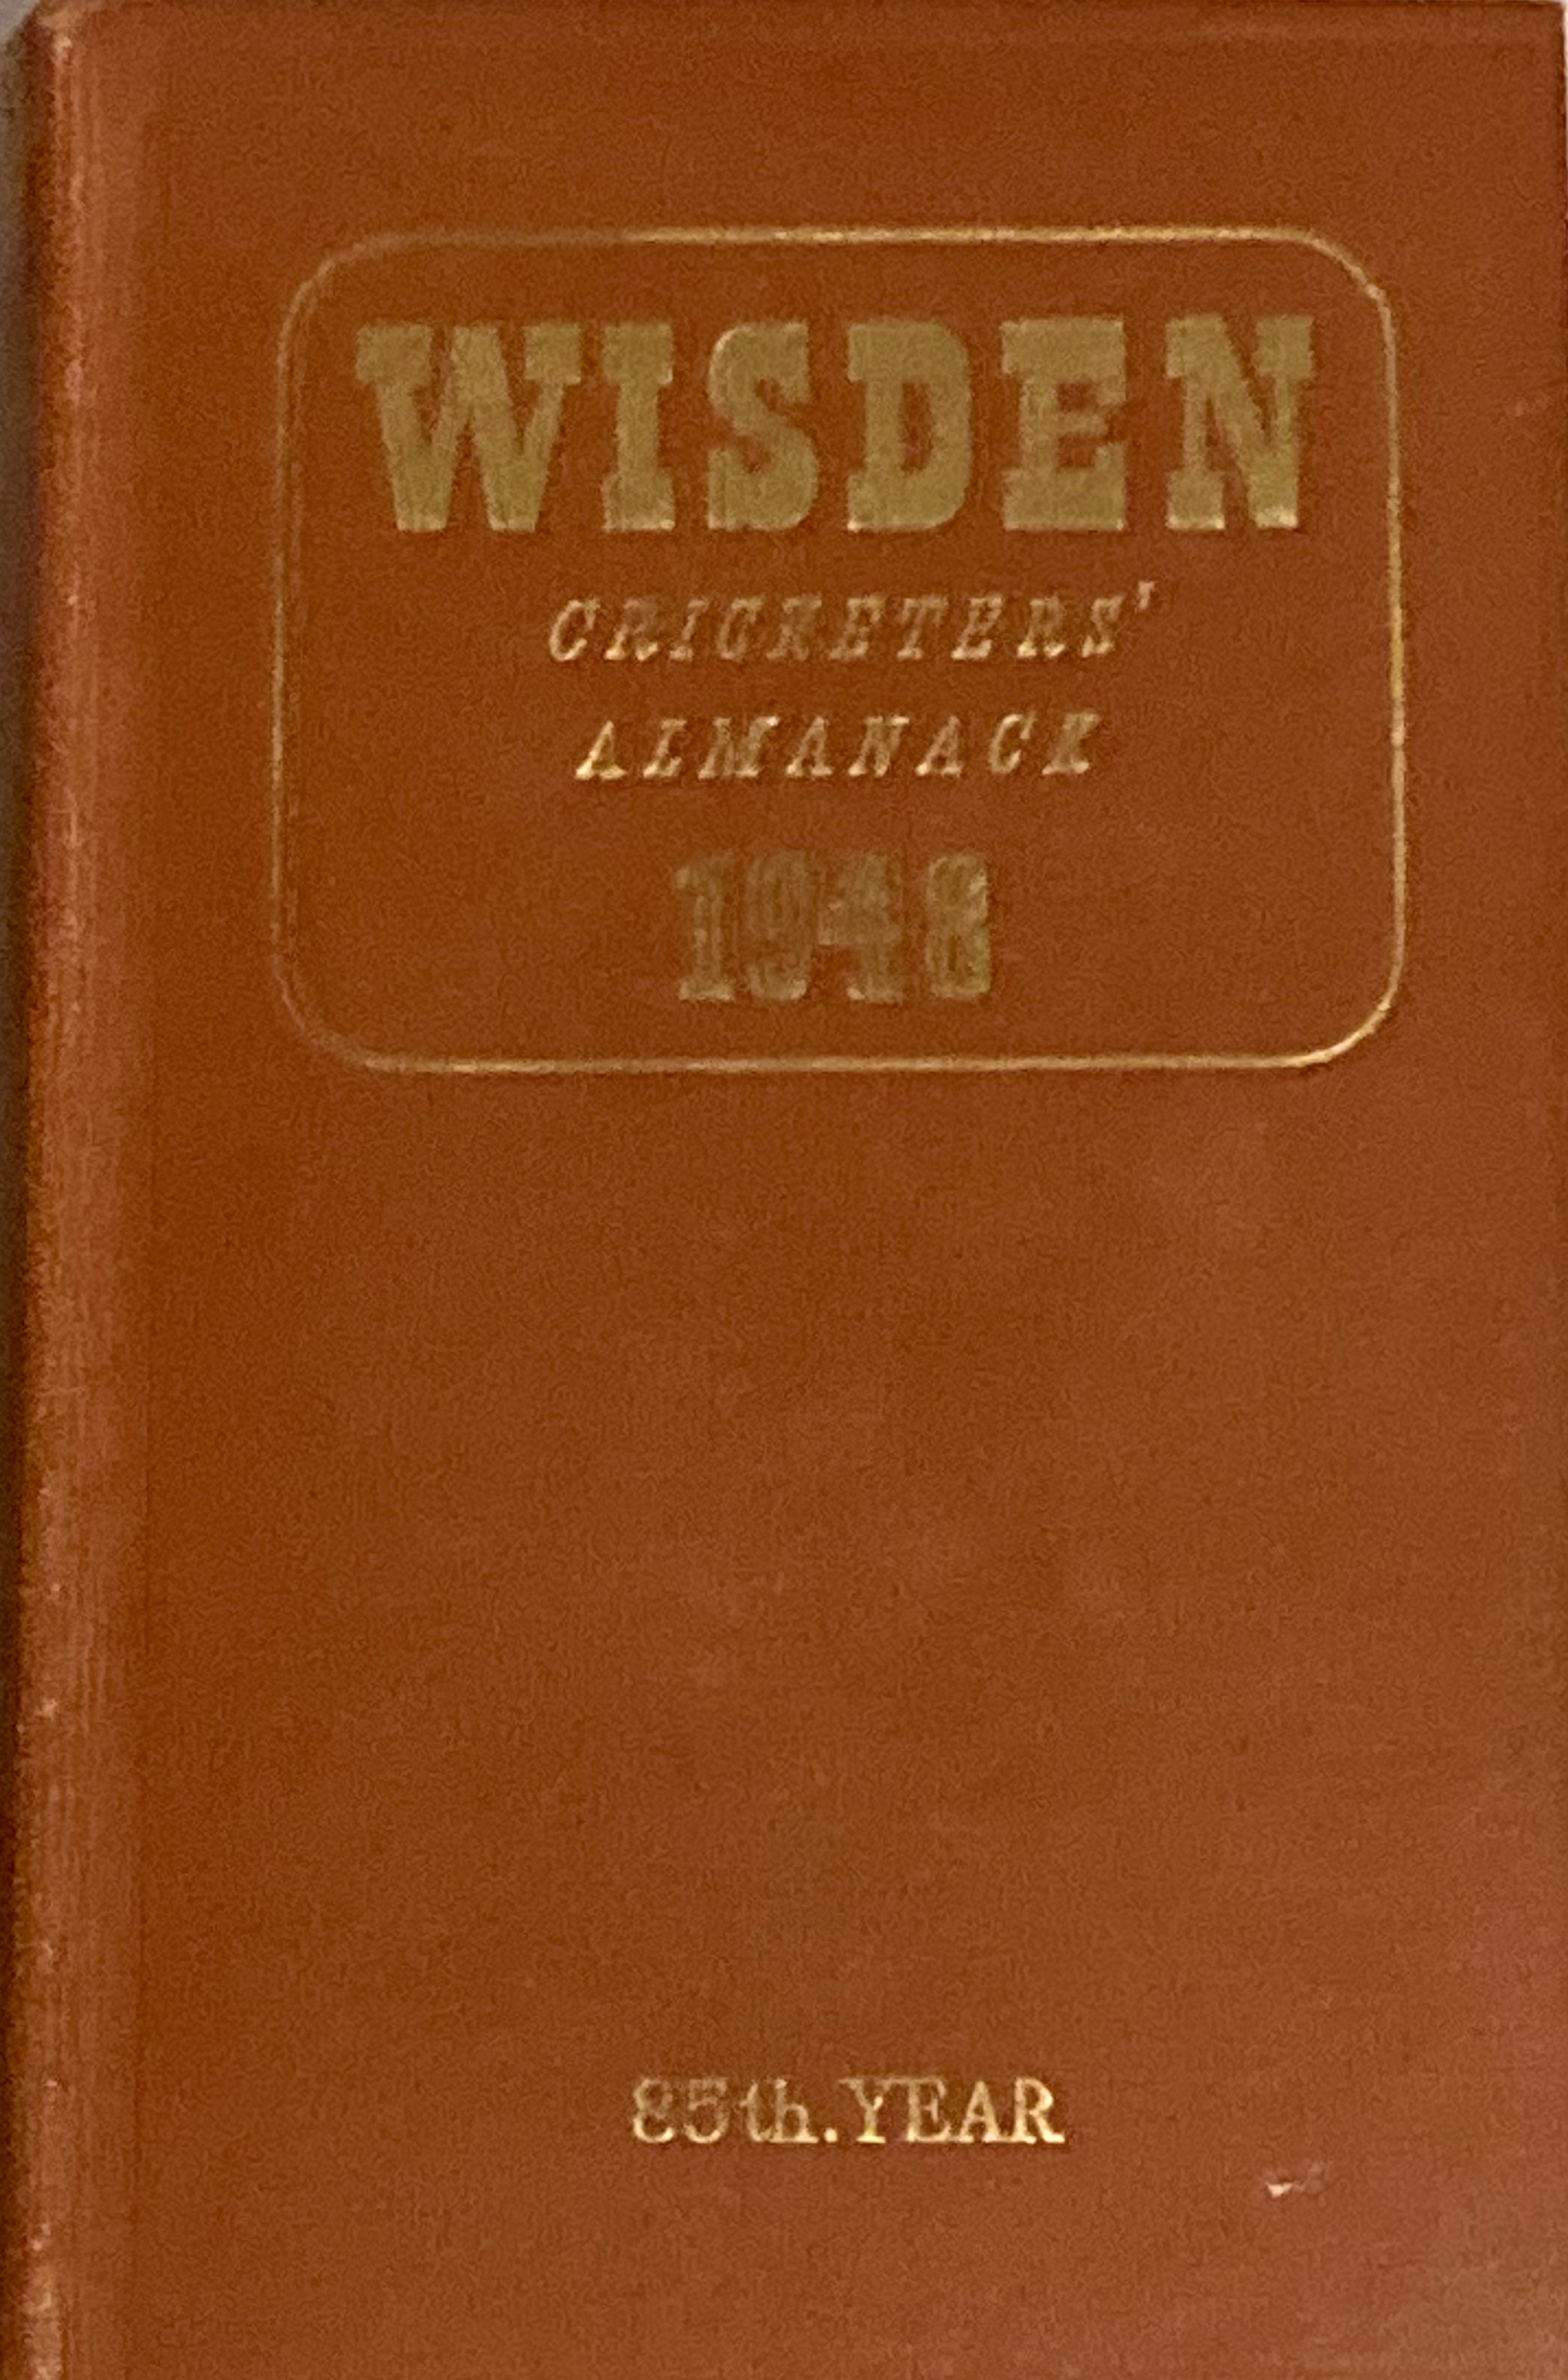 WISDEN
CRICKETERS'
ALMANACK
1948
85th.YEAR